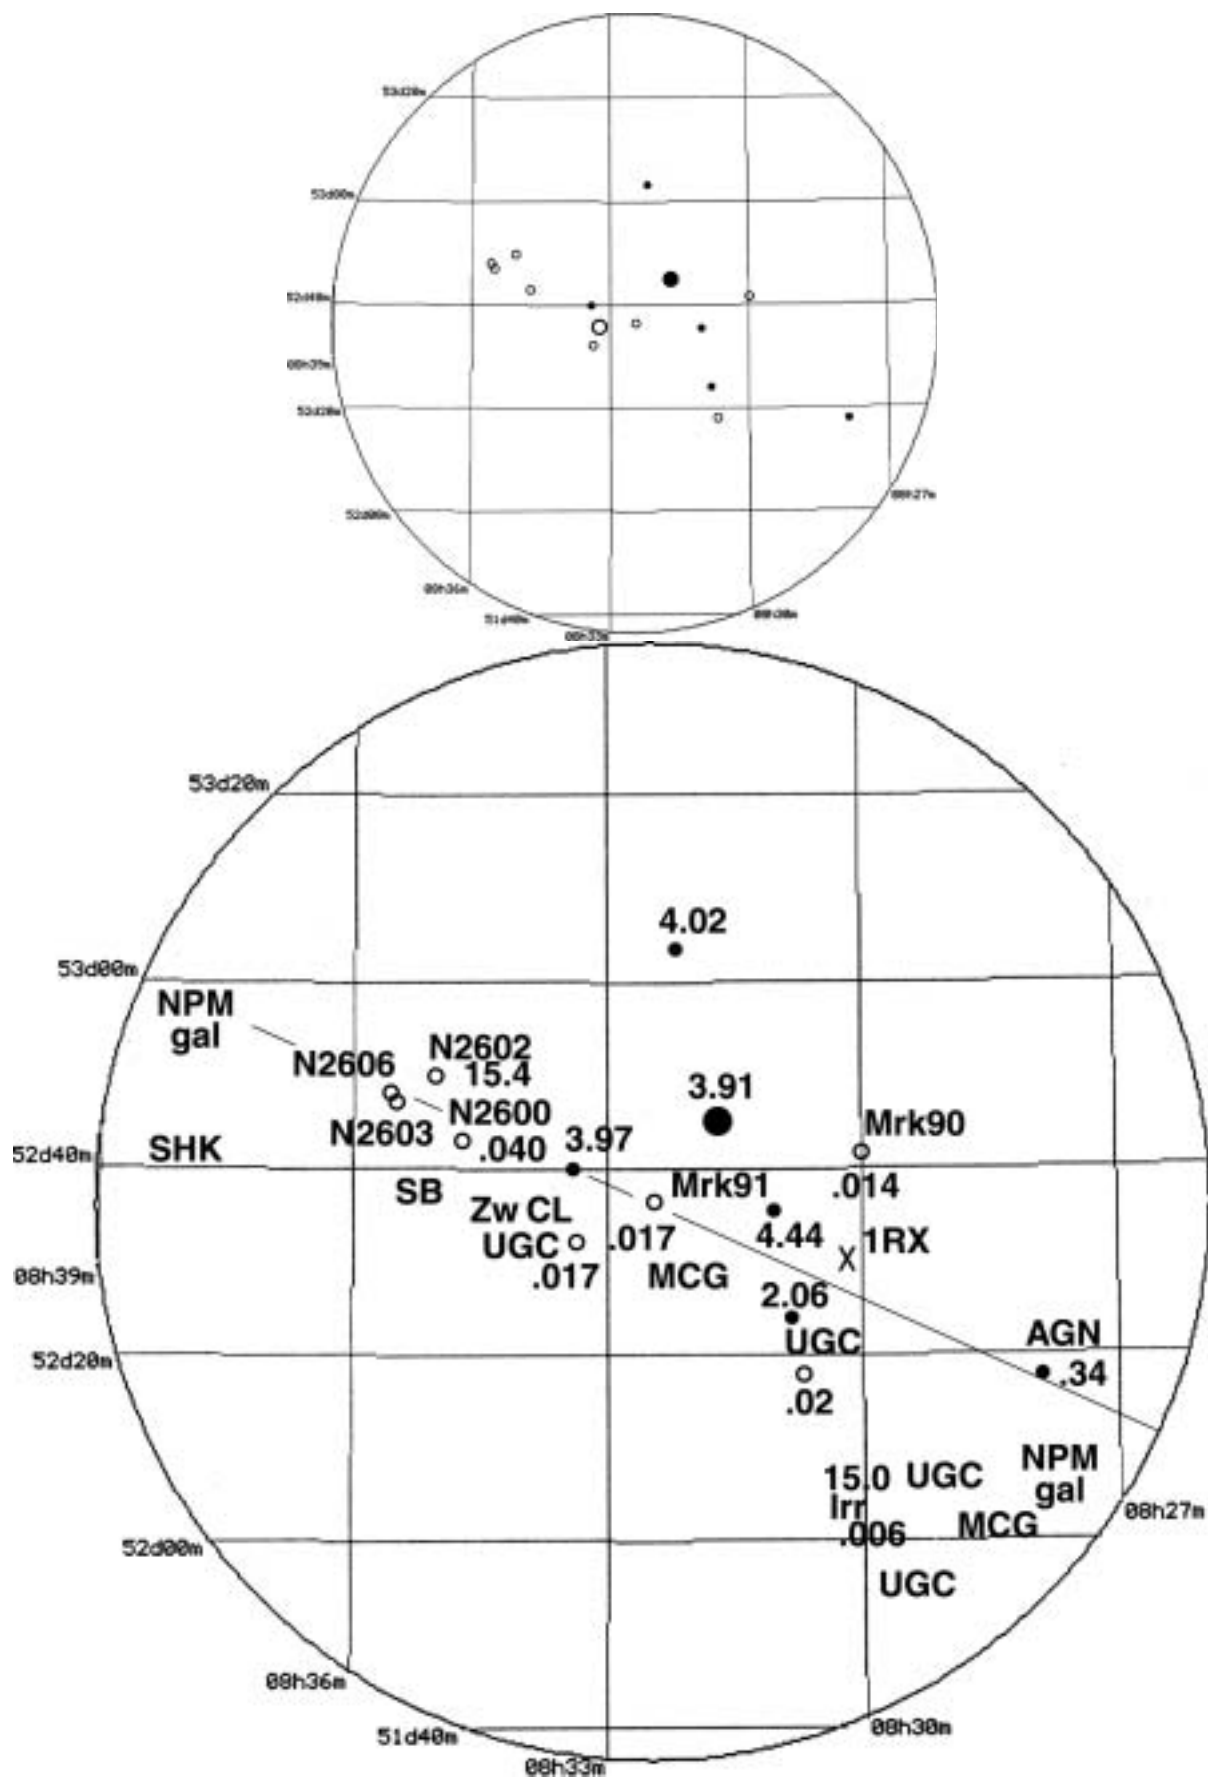 53d20m
53d00m
52d40m
08h39m
52d20m
52d00m
08h27m
08h36m
51d40m
08h30m
08h33m
53d20m
4.02
53d00m
NPM
gal
N2606
N2602
15.4
N2600
N2603
.040
3.97
3.91
Mrk90
.014
SHK
52d40m
SB
Zw CL
UGC
.017
Mrk91
.017
MCG
4.44
1RX
X
08h39m
2.06
UGC
.02
AGN
.34
52d20m
15.0
Irr
.006
UGC
NPM
gal
MCG
08h27m
52d00m
UGC
08h36m
51d40m
08h30m
08h33m